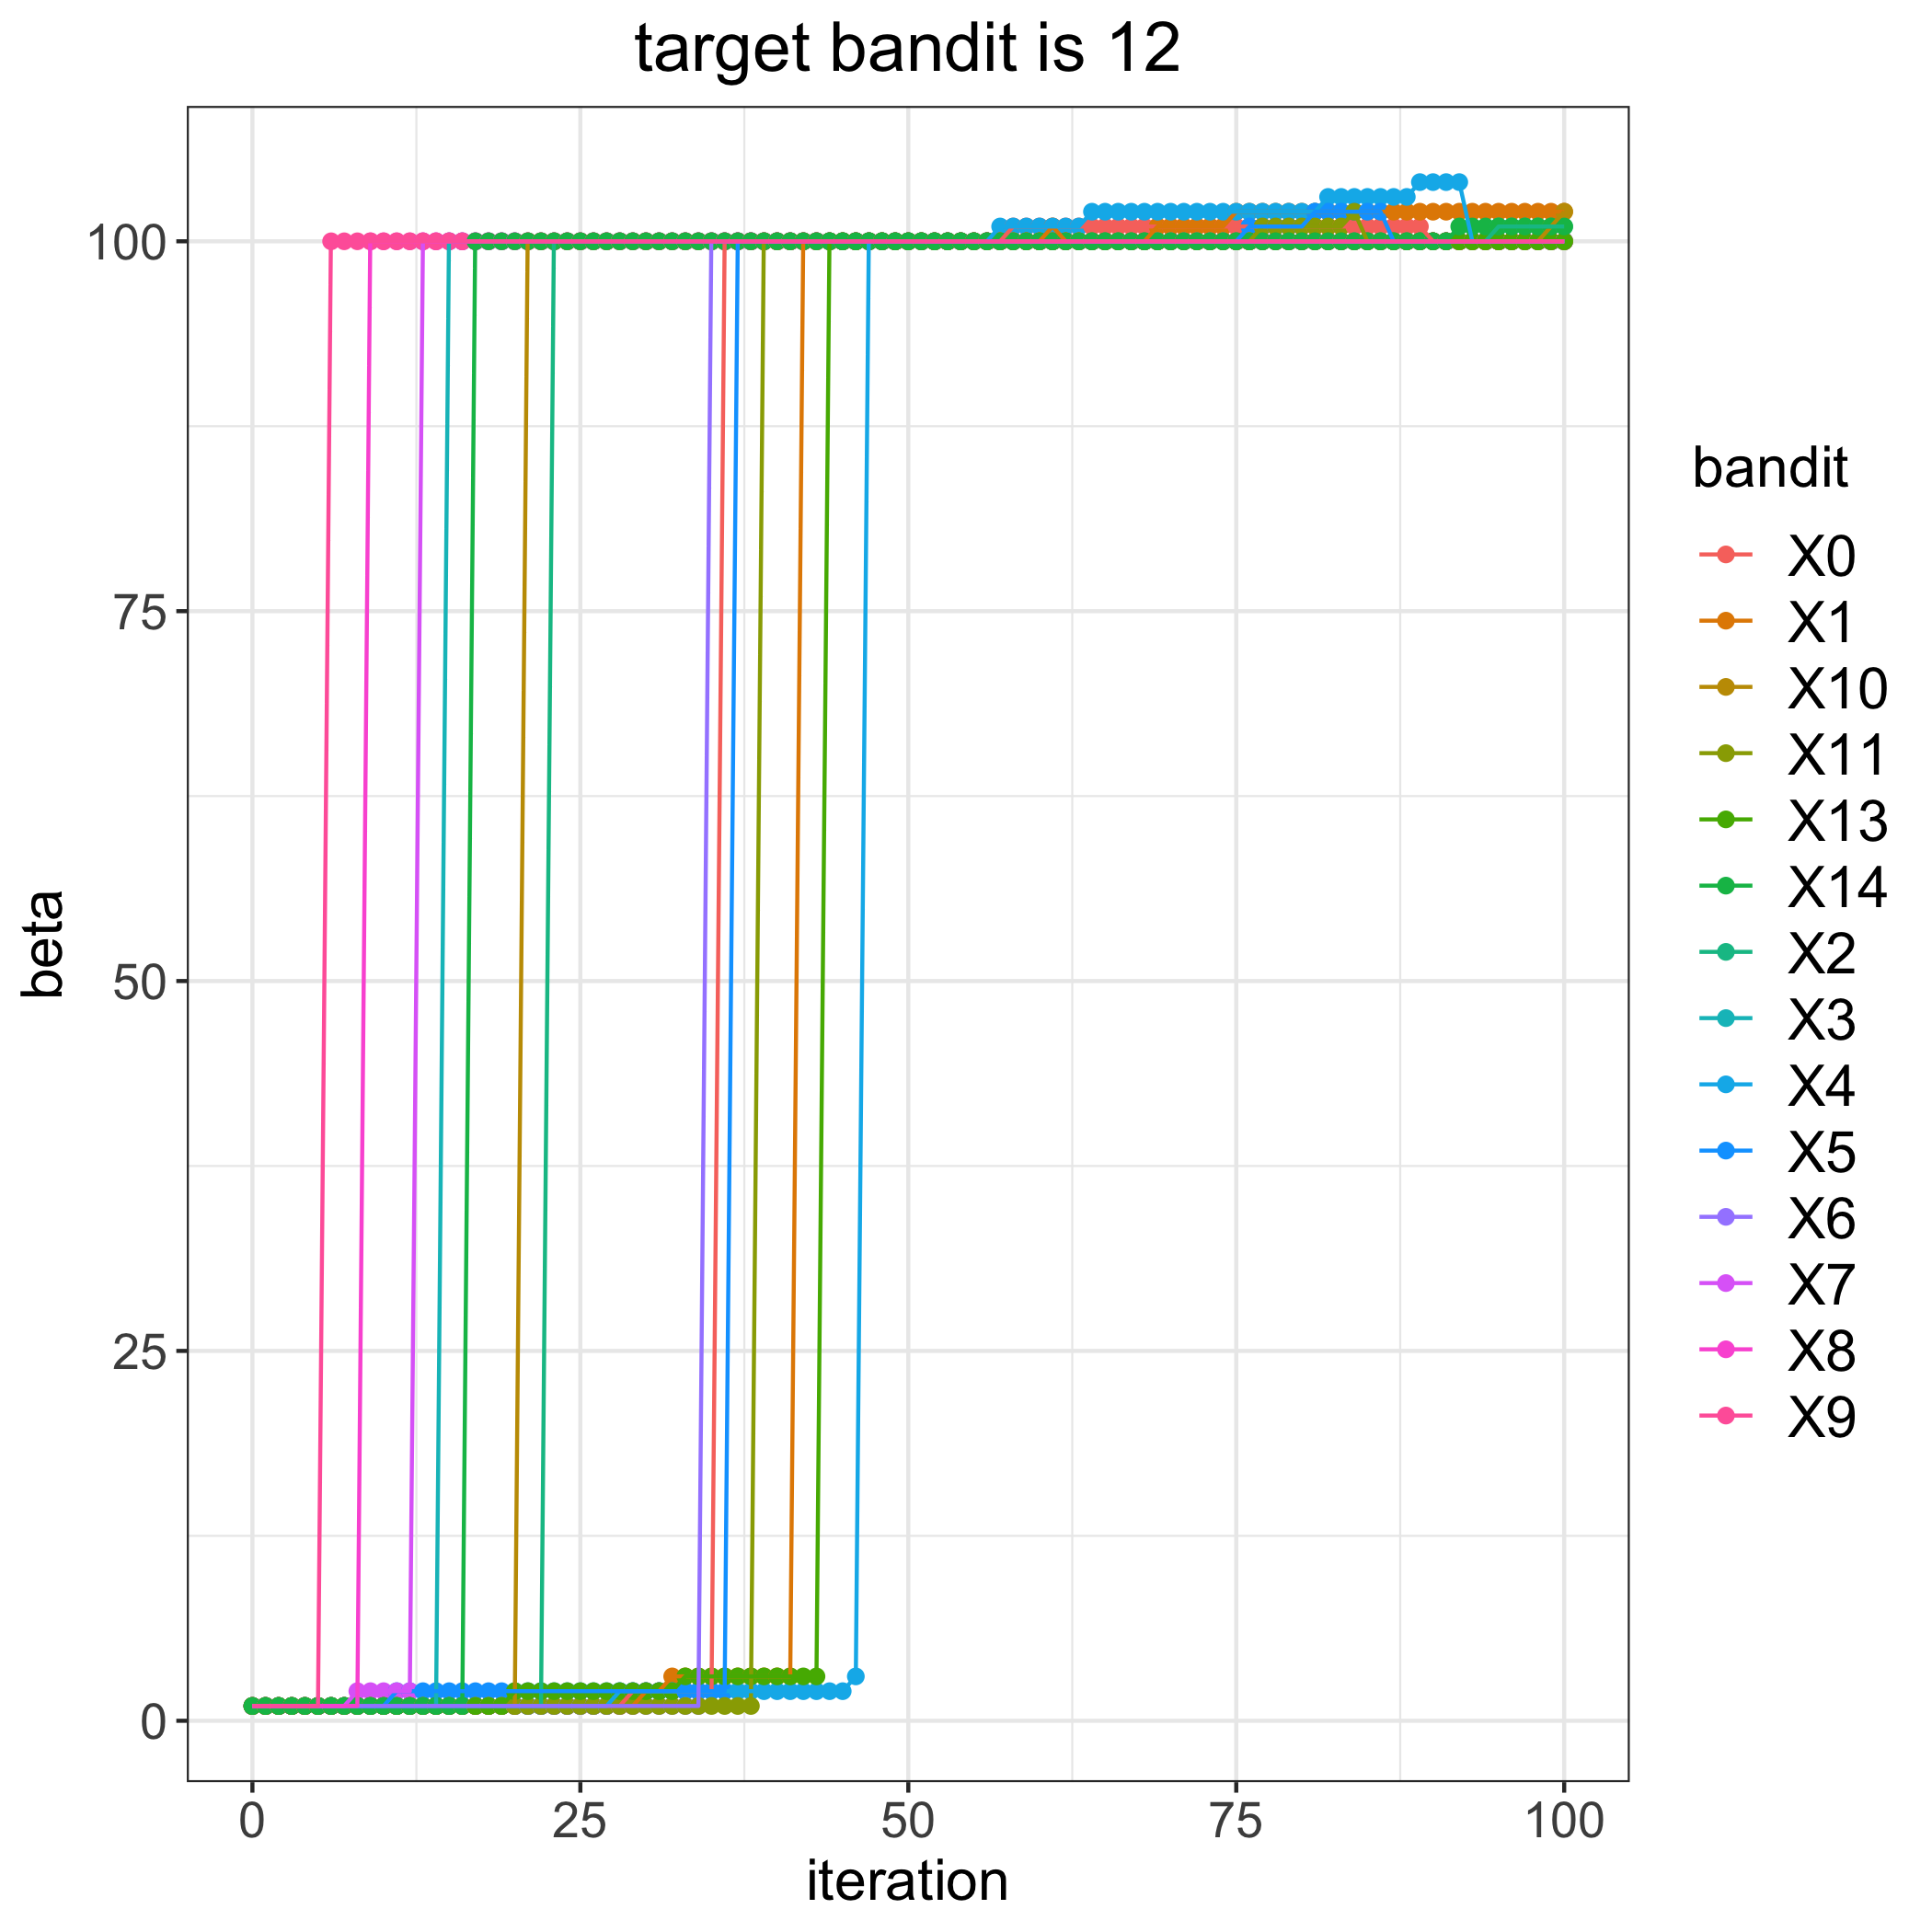 target bandit is 12
100
75
50
25
0
beta
0 25 50 75 100
iteration
bandit
X0
X1
X10
X11
X13
X14
X2
X3
X4
X5
X6
X7
X8
X9